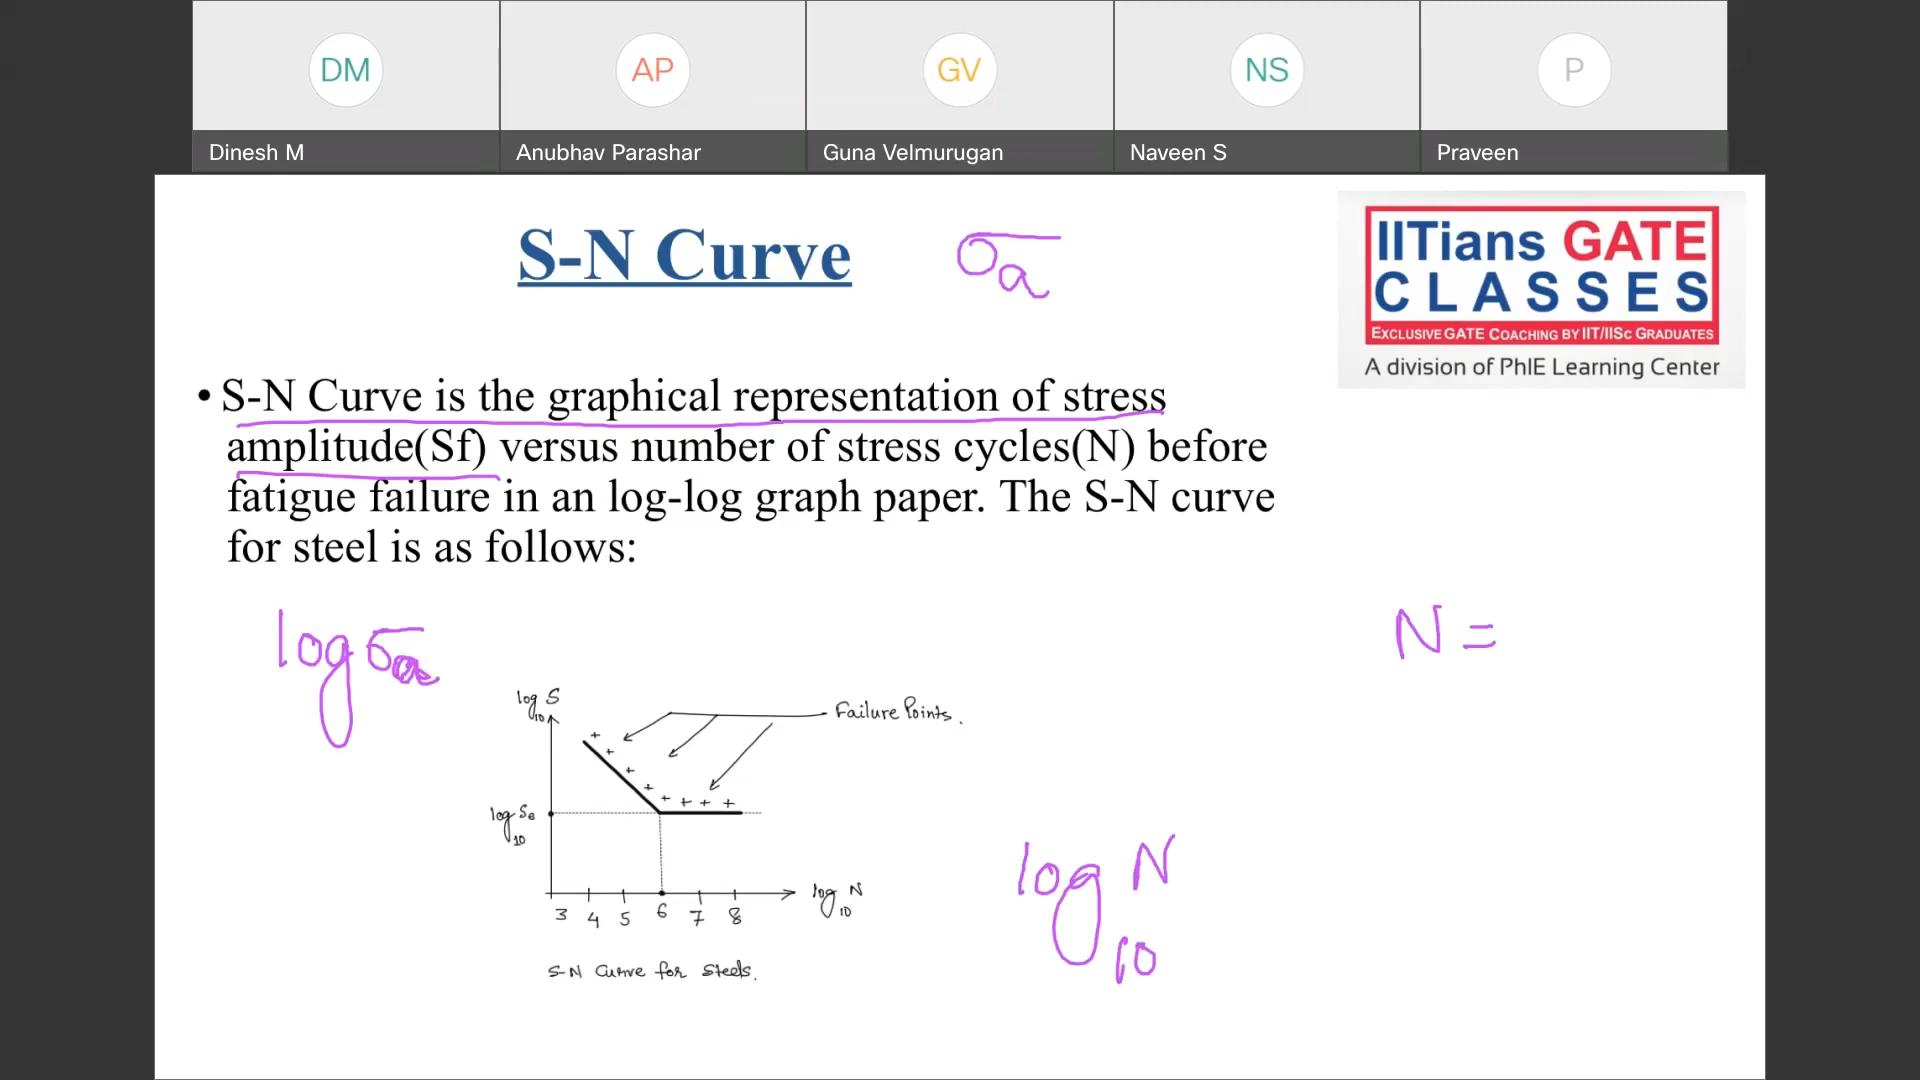 DM
AP
GV
NS
P
Dinesh M
Anubhav Parashar
Guna Velmurugan
Naveen S
Praveen
S-N Curve
σa
IITians GATE
CLASSES
EXCLUSIVE GATE COACHING BY IIT/IISc GRADUATES
A division of PhIE Learning Center
• S-N Curve is the graphical representation of stress
amplitude(Sf) versus number of stress cycles(N) before
fatigue failure in an log-log graph paper. The S-N curve
for steel is as follows:
log σa
N =
log10 S
Failure Points.
log10 Se
log10 N
3 4 5 6 7 8
log10 N
S-N Curve for Steels.